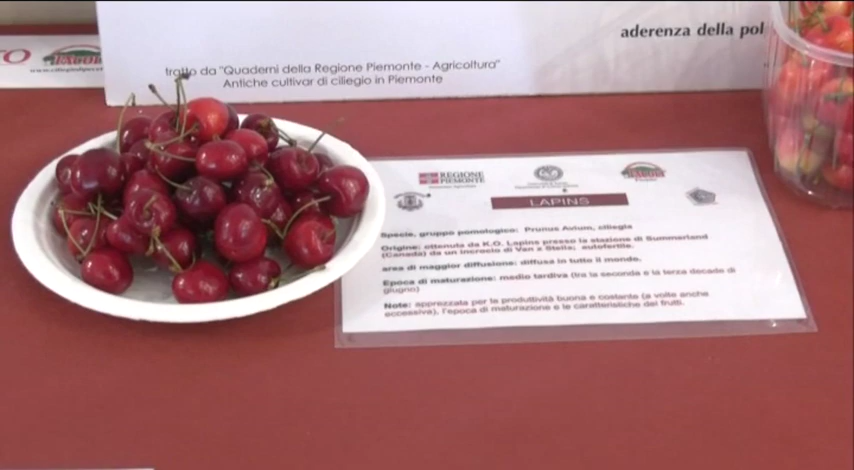 aderenza della pol
tratto da "Quaderni della Regione Piemonte - Agricoltura"
Antiche cultivar di ciliegio in Piemonte
REGIONE
PIEMONTE
LAPINS
Specie, gruppo pomologico: Prunus Avium, ciliegia
Origine: ottenuta da K.O. Lapins presso la stazione di Summerland
(Canada) da un incrocio di Van x Stella; autofertile.
area di maggior diffusione: diffusa in tutto il mondo.
Epoca di maturazione: medio tardiva (tra la seconda e la terza decade di
giugno)
Note: apprezzata per la produttività buona e costante (a volte anche
eccessiva), l'epoca di maturazione e le caratteristiche dei frutti.